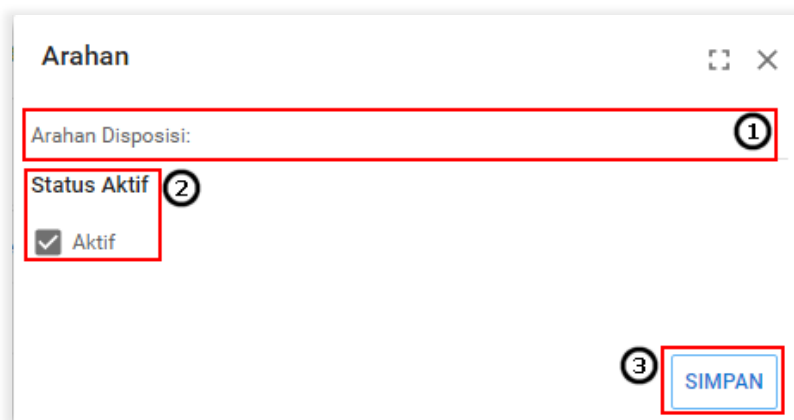 Arahan
Arahan Disposisi:
1
Status Aktif
2
Aktif
3
SIMPAN